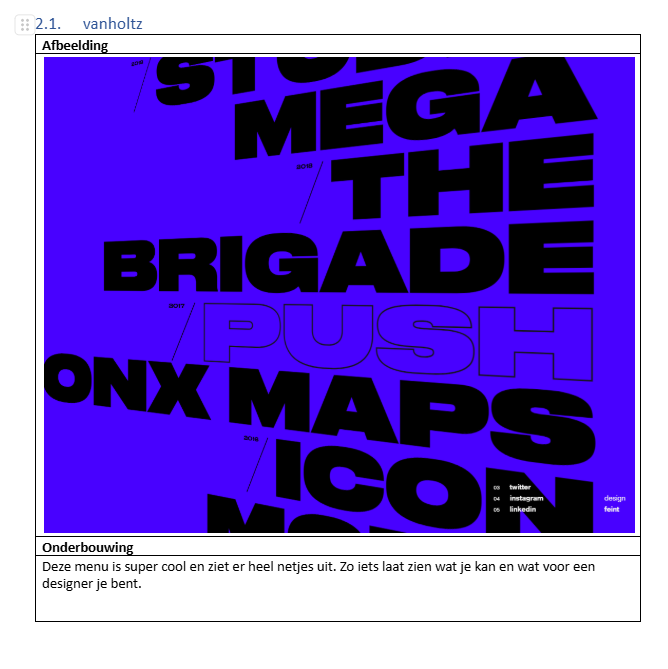 2.1. vanholtz
Afbeelding
2018
STUD
MEGA
2018
THE
BRIGADE
2017
PUSH
ONX MAPS
2015
ICON
03 twitter
04 instagram design
05 linkedin feint
Onderbouwing
Deze menu is super cool en ziet er heel netjes uit. Zo iets laat zien wat je kan en wat voor een
designer je bent.